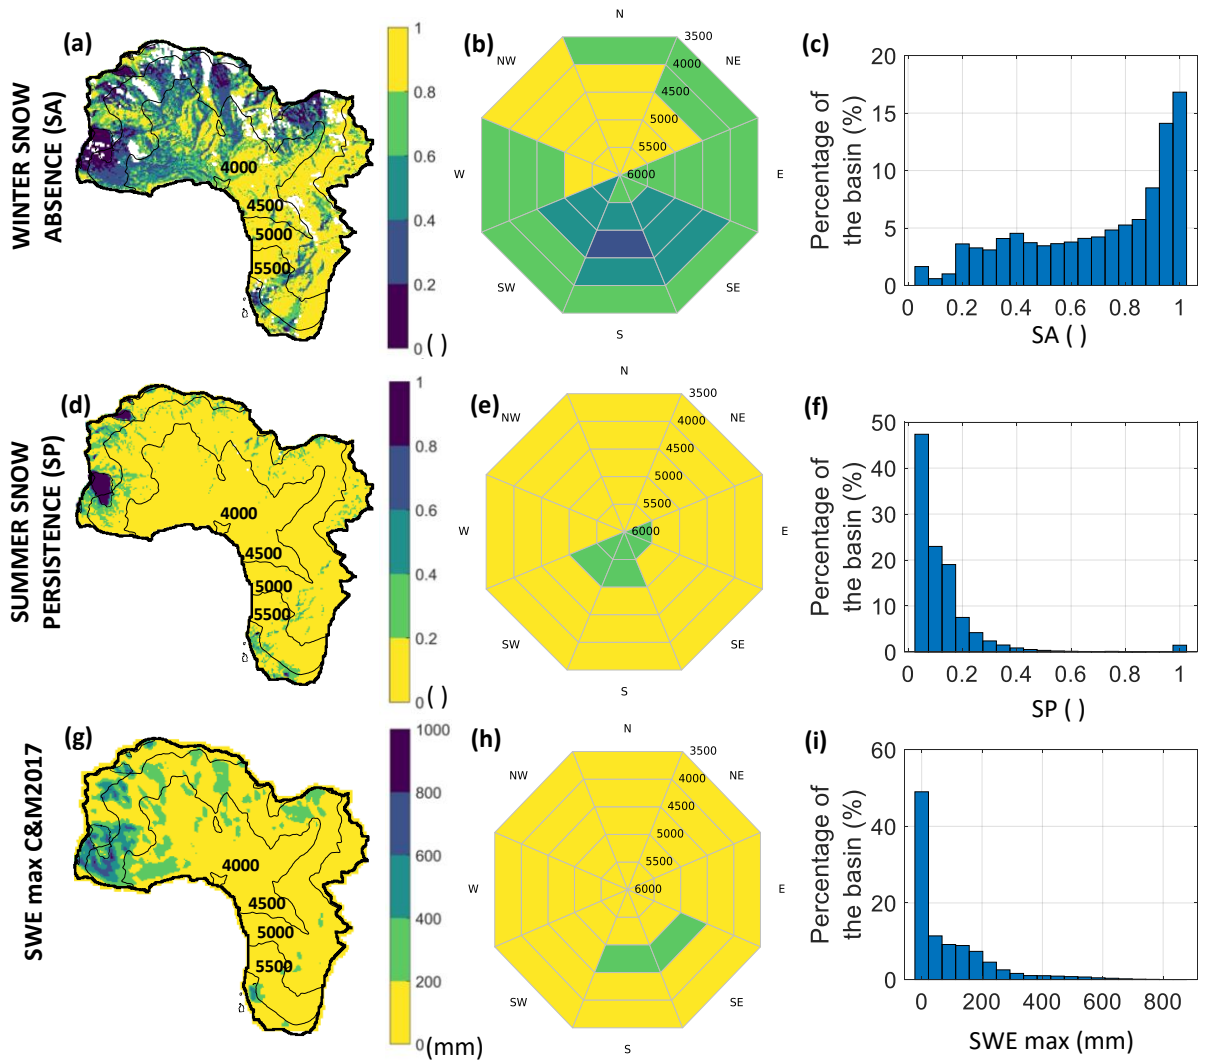 WINTER SNOW
ABSENCE (SA)
(a)
4000
4500
5000
5500
1
0.8
0.6
0.4
0.2
0
( )
(b)
N
NW
NE
W
E
SW
SE
S
3500
4000
4500
5000
5500
6000
(c)
Percentage of
the basin (%)
20
15
10
5
0
0 0.2 0.4 0.6 0.8 1
SA ( )
SUMMER SNOW
PERSISTENCE (SP)
(d)
4000
4500
5000
5500
1
0.8
0.6
0.4
0.2
0
( )
(e)
N
NW
NE
W
E
SW
SE
S
3500
4000
4500
5000
5500
6000
(f)
Percentage of
the basin (%)
50
40
30
20
10
0
0 0.2 0.4 0.6 0.8 1
SP ( )
SWE max C&M2017
(g)
4000
4500
5000
5500
1000
800
600
400
200
0
(mm)
(h)
N
NW
NE
W
E
SW
SE
S
3500
4000
4500
5000
5500
6000
(i)
Percentage of
the basin (%)
60
40
20
0
0 200 400 600 800
SWE max (mm)